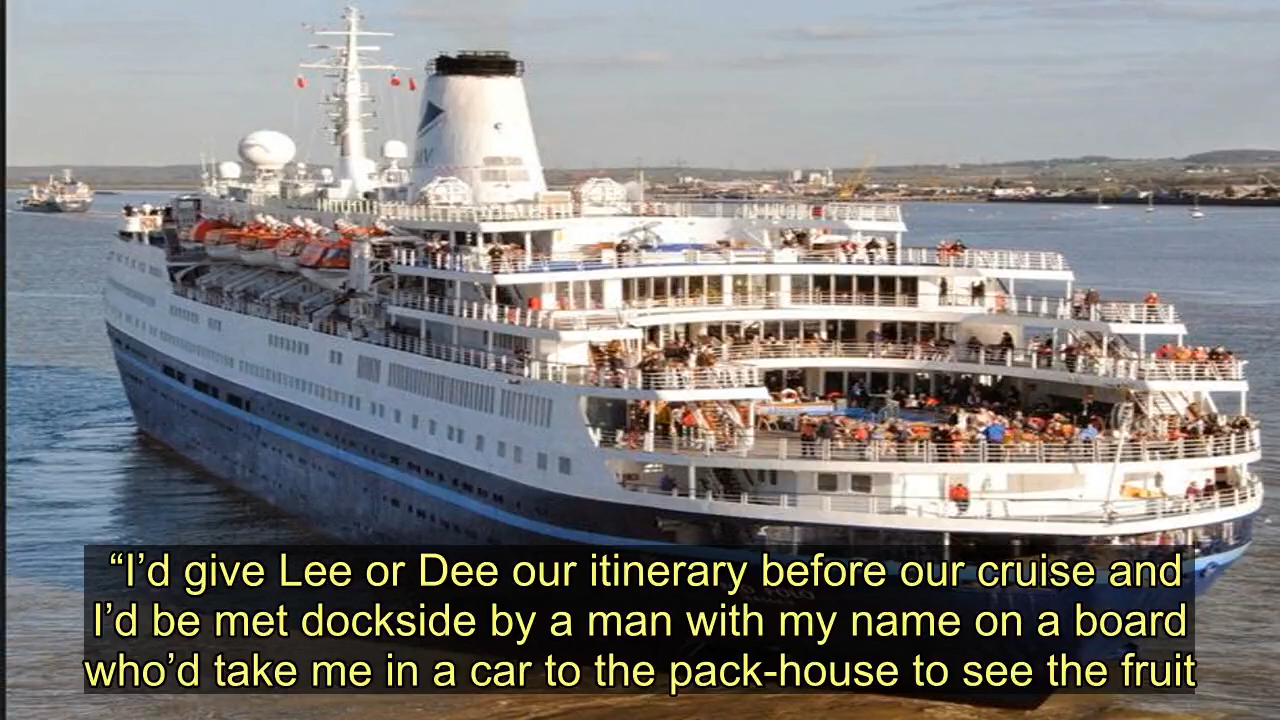 “I’d give Lee or Dee our itinerary before our cruise and
I’d be met dockside by a man with my name on a board
who’d take me in a car to the pack-house to see the fruit